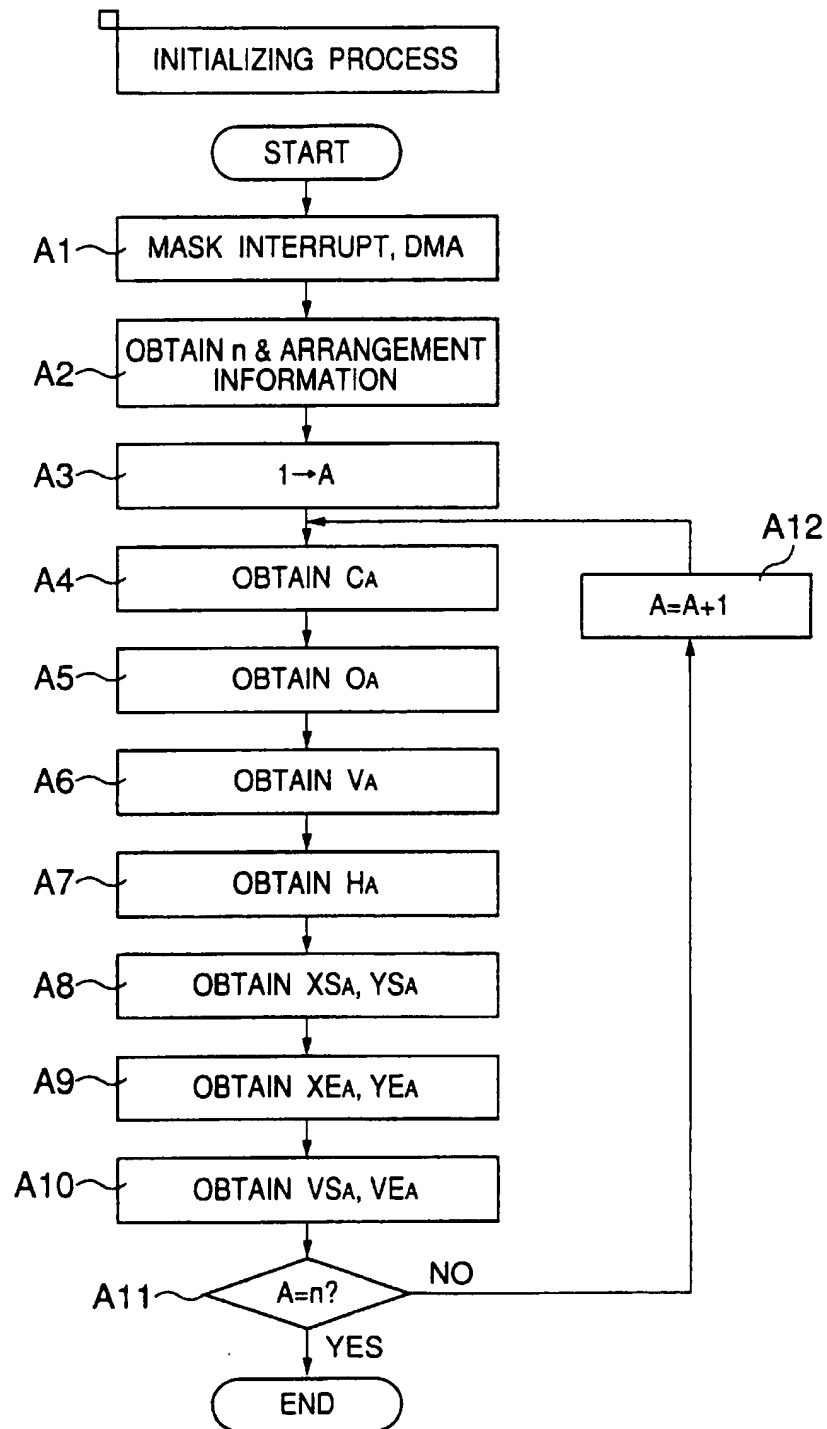 INITIALIZING PROCESS
START
A1 MASK INTERRUPT, DMA
A2 OBTAIN n & ARRANGEMENT
INFORMATION
A3 1→A
A4 OBTAIN CA
A12 A=A+1
A5 OBTAIN OA
A6 OBTAIN VA
A7 OBTAIN HA
A8 OBTAIN XSA, YSA
A9 OBTAIN XEA, YEA
A10 OBTAIN VSA, VEA
A11 A=n? NO
YES
END